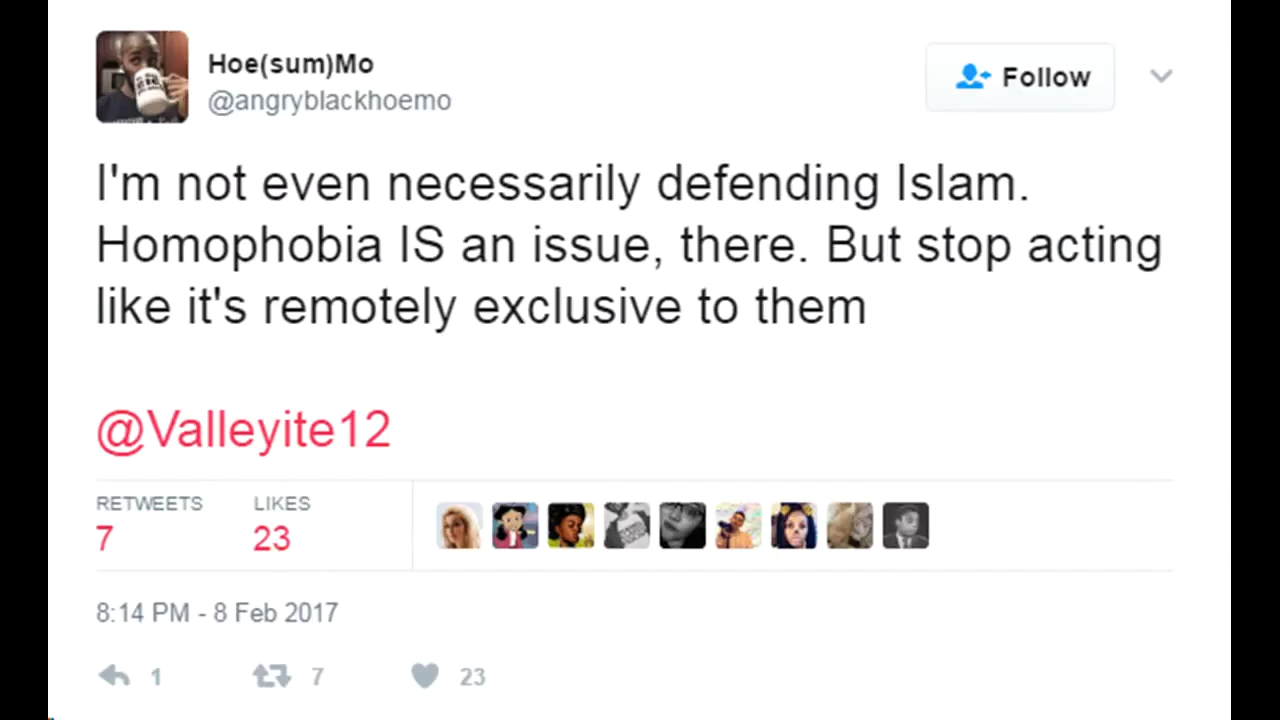 Hoe(sum)Mo
@angryblackhoemo
Follow
I'm not even necessarily defending Islam.
Homophobia IS an issue, there. But stop acting
like it's remotely exclusive to them
@Valleyite12
RETWEETS LIKES
7 23
8:14 PM - 8 Feb 2017
1 7 23